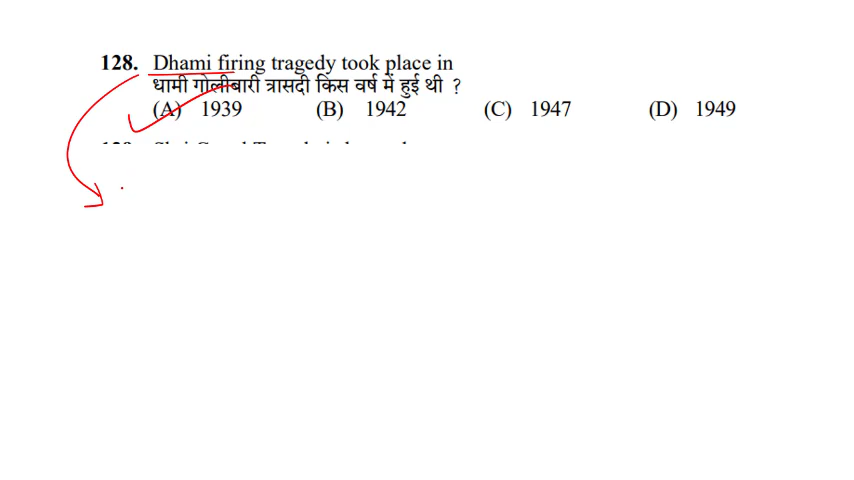 128. Dhami firing tragedy took place in
धामी गोलीबारी त्रासदी किस वर्ष में हुई थी ?
(A) 1939 (B) 1942 (C) 1947 (D) 1949